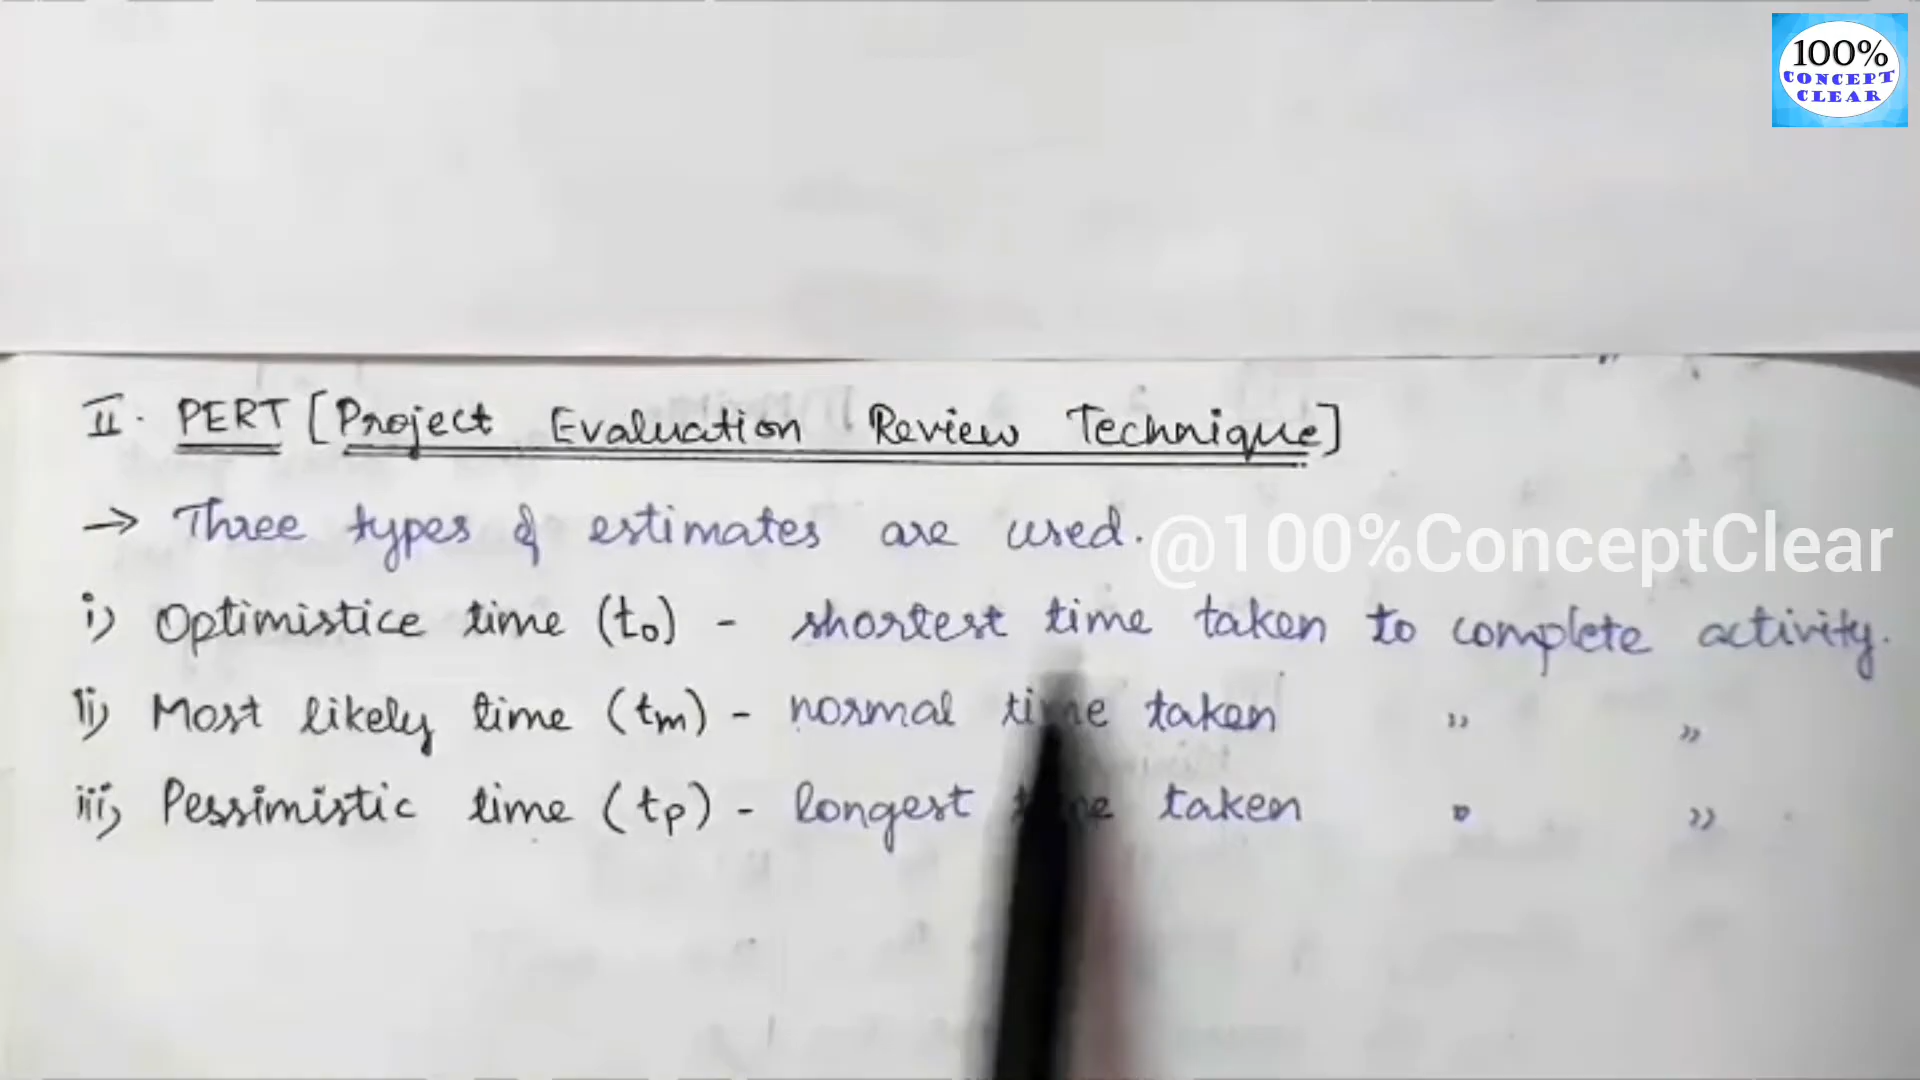 100%
CONCEPT
CLEAR
II. PERT [Project Evaluation Review Technique]
→ Three types of estimates are used.
@100%ConceptClear
i) Optimistice time (to) - shortest time taken to complete activity.
ii) Most likely time (tm) - normal time taken " "
iii) Pessimistic time (tp) - longest time taken " "